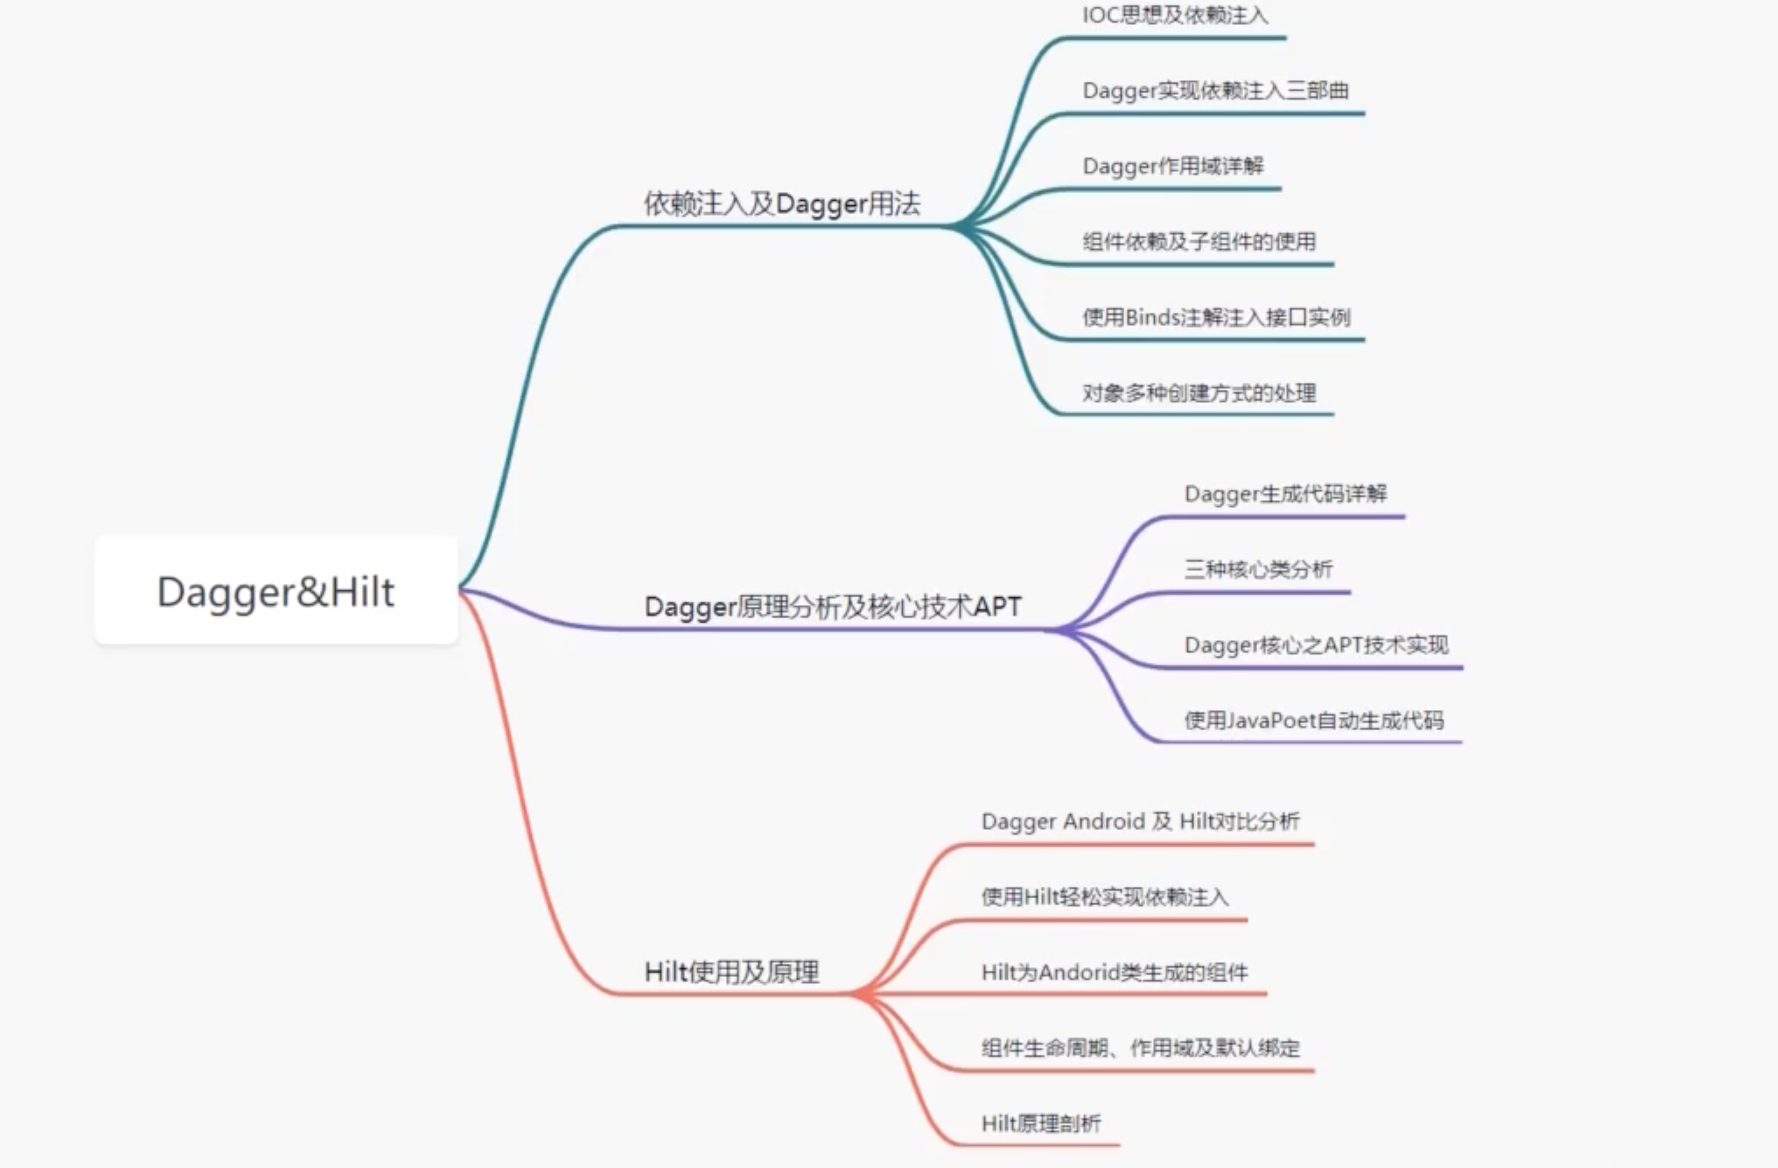 Dagger&Hilt
依赖注入及Dagger用法
IOC思想及依赖注入
Dagger实现依赖注入三部曲
Dagger作用域详解
组件依赖及子组件的使用
使用Binds注解注入接口实例
对象多种创建方式的处理
Dagger原理分析及核心技术APT
Dagger生成代码详解
三种核心类分析
Dagger核心之APT技术实现
使用JavaPoet自动生成代码
Hilt使用及原理
Dagger Android 及 Hilt对比分析
使用Hilt轻松实现依赖注入
Hilt为Andorid类生成的组件
组件生命周期、作用域及默认绑定
Hilt原理剖析